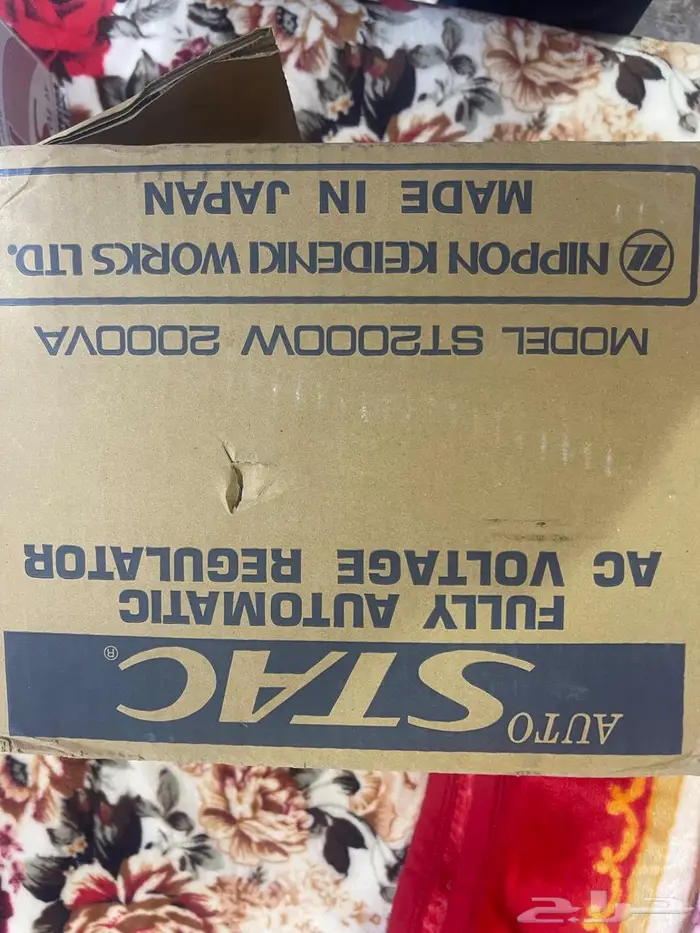 AUTO STAC®
FULLY AUTOMATIC
AC VOLTAGE REGULATOR
MODEL ST2000W 2000VA
NIPPON KEIDENKI WORKS LTD.
MADE IN JAPAN
حراج